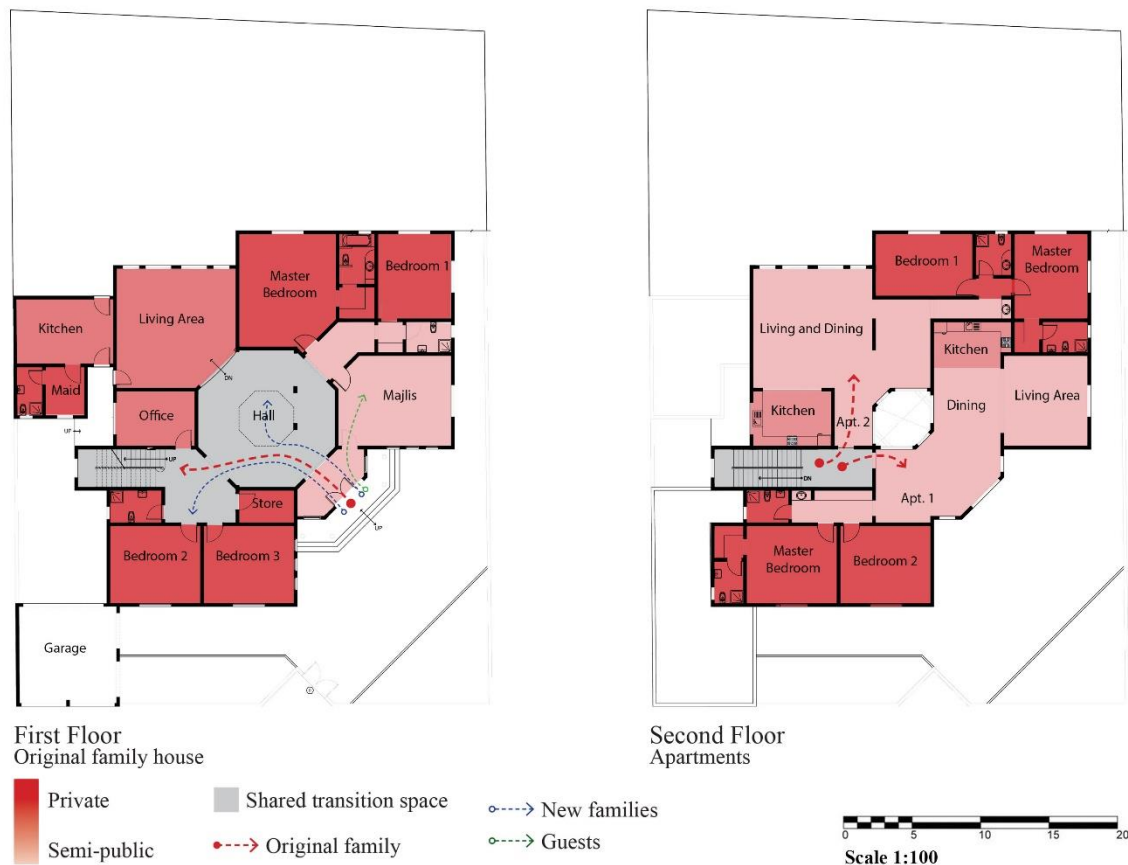 Master
Bedroom
Bedroom 1
Kitchen
Living Area
DN
Maid
Office
Hall
Majlis
UP
UP
Store
UP
Bedroom 2
Bedroom 3
Garage
First Floor
Original family house
Bedroom 1
Master
Bedroom
Living and Dining
Kitchen
Kitchen
Dining
Living Area
Apt. 2
DN
Apt. 1
Master
Bedroom
Bedroom 2
Second Floor
Apartments
Private
Semi-public
Shared transition space
Original family
New families
Guests
0 5 10 15 20
Scale 1:100